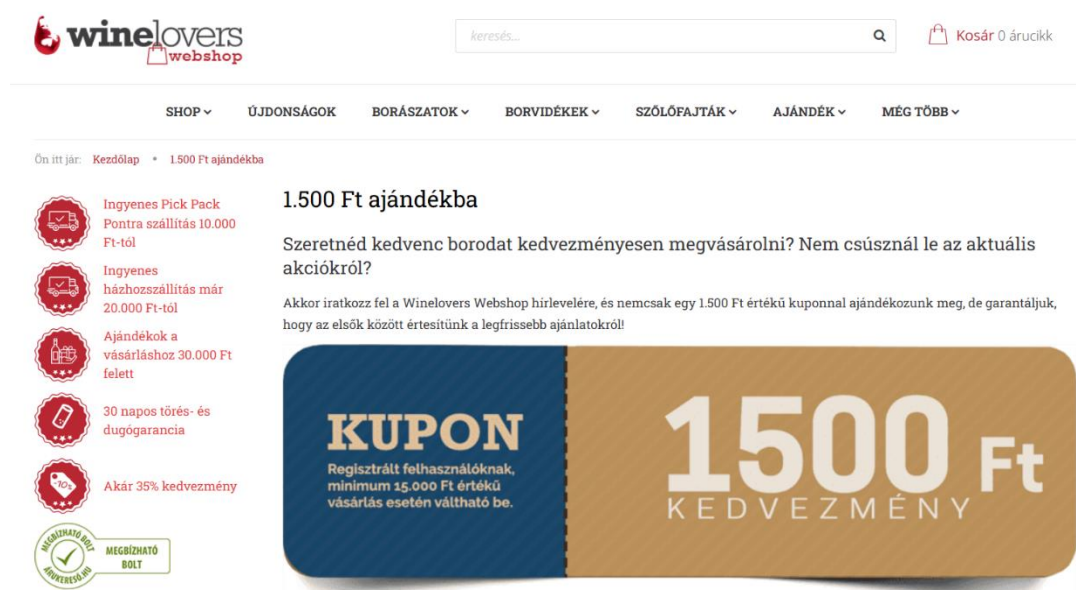 winelovers
webshop
keresés...
Kosár 0 árucikk
SHOP
ÚJDONSÁGOK
BORÁSZATOK
BORVIDÉKEK
SZŐLŐFAJTÁK
AJÁNDÉK
MÉG TÖBB
Ön itt jár: Kezdőlap • 1.500 Ft ajándékba
Ingyenes Pick Pack
Pontra szállítás 10.000
Ft-tól
Ingyenes
házhozszállítás már
20.000 Ft-tól
Ajándékok a
vásárláshoz 30.000 Ft
felett
30 napos törés- és
dugógarancia
-10%
Akár 35% kedvezmény
MEGBÍZHATÓ BOLT
ÁRUKERESŐ.HU
MEGBÍZHATÓ
BOLT
1.500 Ft ajándékba
Szeretnéd kedvenc borodat kedvezményesen megvásárolni? Nem csúsznál le az aktuális
akciókról?
Akkor iratkozz fel a Winelovers Webshop hírlevelére, és nemcsak egy 1.500 Ft értékű kuponnal ajándékozunk meg, de garantáljuk,
hogy az elsők között értesítünk a legfrissebb ajánlatokról!
KUPON
Regisztrált felhasználóknak,
minimum 15.000 Ft értékű
vásárlás esetén váltható be.
1500 Ft
KEDVEZMÉNY